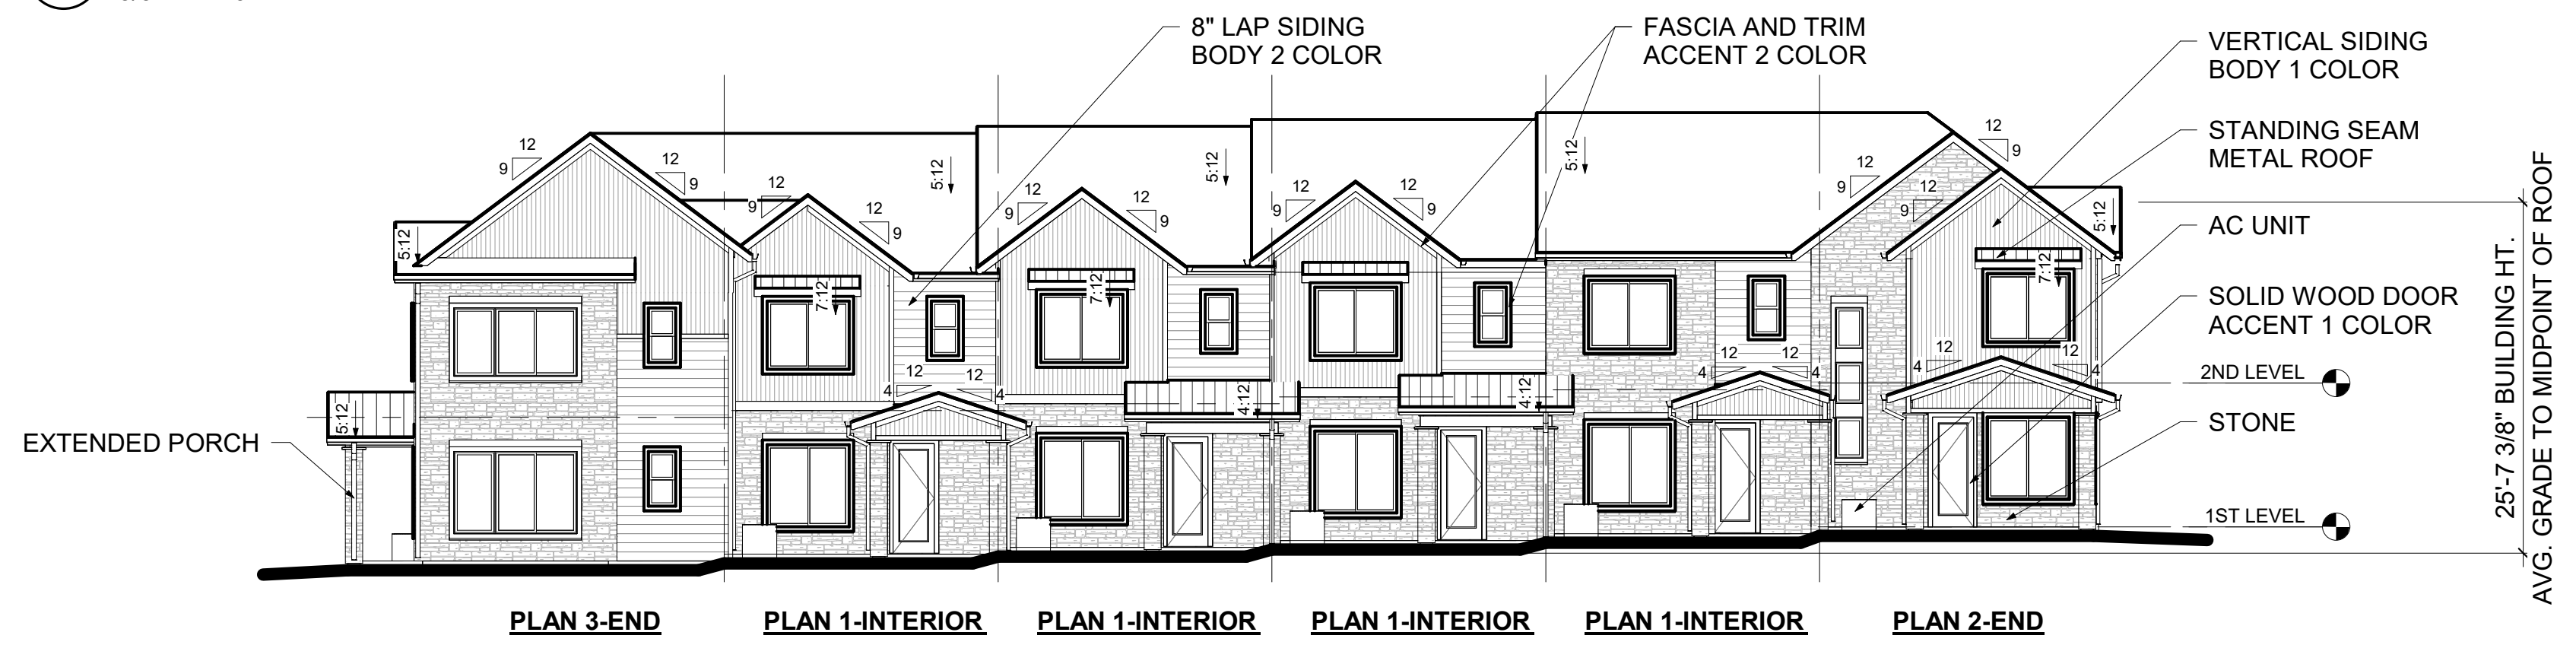 8" LAP SIDING
BODY 2 COLOR
FASCIA AND TRIM
ACCENT 2 COLOR
VERTICAL SIDING
BODY 1 COLOR
STANDING SEAM
METAL ROOF
AC UNIT
SOLID WOOD DOOR
ACCENT 1 COLOR
2ND LEVEL
STONE
1ST LEVEL
25'-7 3/8" BUILDING HT.
AVG. GRADE TO MIDPOINT OF ROOF
EXTENDED PORCH
12
9
12
9
12
9
12
9
5:12
12
9
12
9
5:12
12
9
12
9
5:12
12
9
12
9
12
9
12
9
5:12
5:12
7:12
7:12
7:12
12
4
12
4
4:12
4:12
12
4
12
4
12
4
12
4
5:12
PLAN 3-END
PLAN 1-INTERIOR
PLAN 1-INTERIOR
PLAN 1-INTERIOR
PLAN 1-INTERIOR
PLAN 2-END